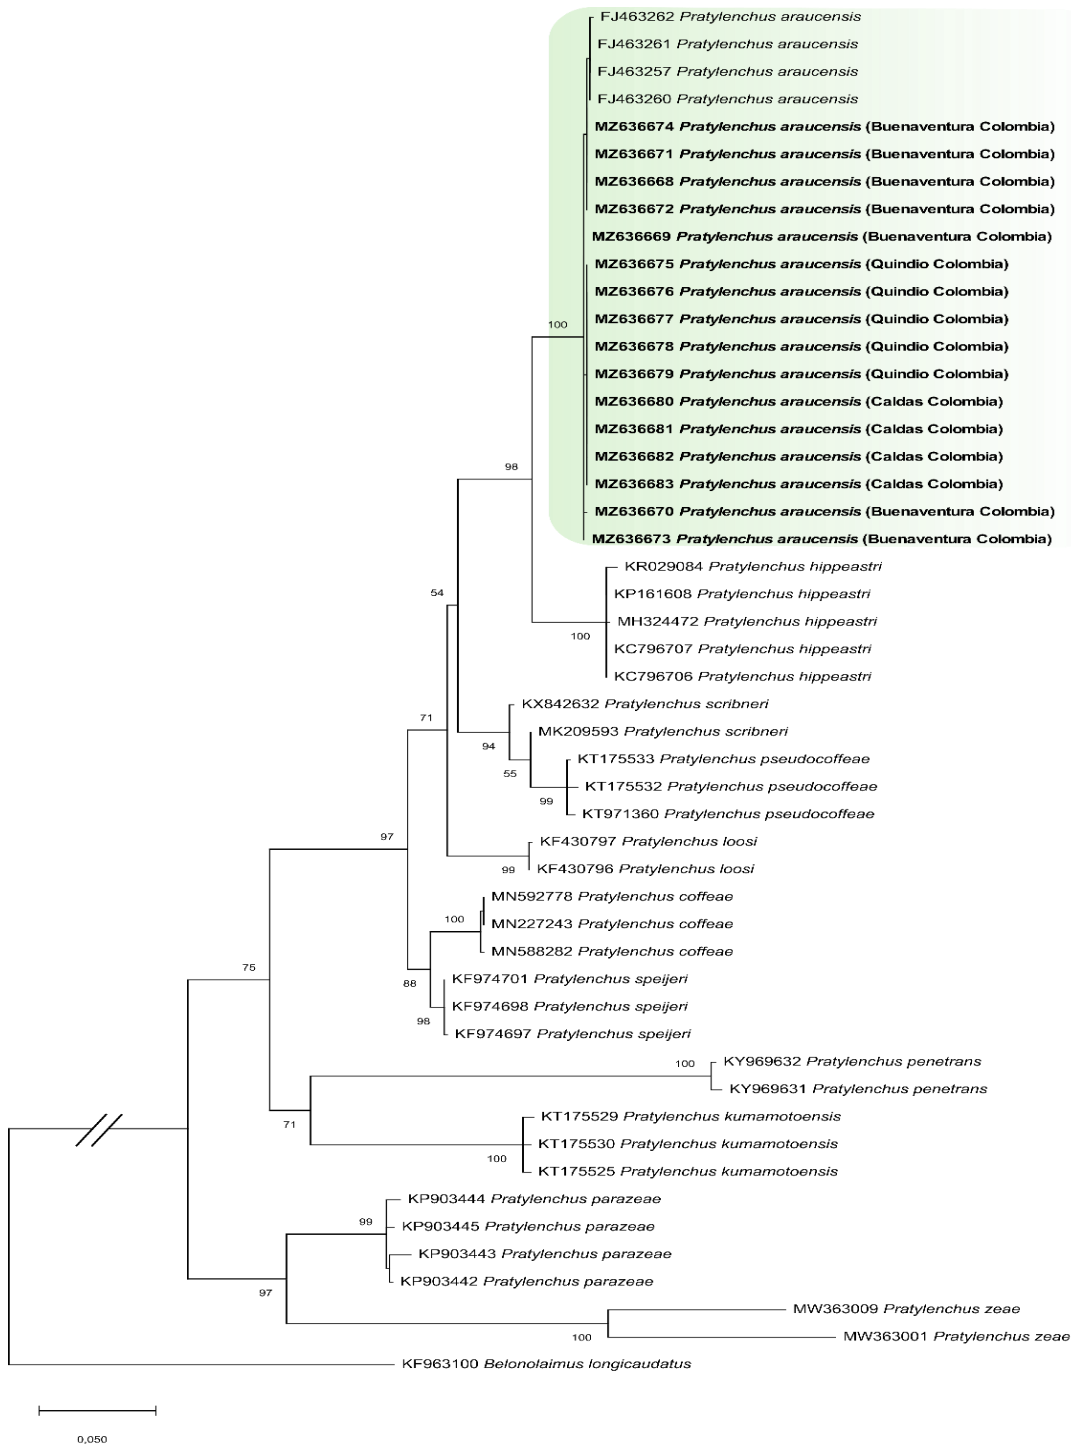 FJ463262 Pratylenchus araucensis
FJ463261 Pratylenchus araucensis
FJ463257 Pratylenchus araucensis
FJ463260 Pratylenchus araucensis
MZ636674 Pratylenchus araucensis (Buenaventura Colombia)
MZ636671 Pratylenchus araucensis (Buenaventura Colombia)
MZ636668 Pratylenchus araucensis (Buenaventura Colombia)
MZ636672 Pratylenchus araucensis (Buenaventura Colombia)
MZ636669 Pratylenchus araucensis (Buenaventura Colombia)
MZ636675 Pratylenchus araucensis (Quindio Colombia)
MZ636676 Pratylenchus araucensis (Quindio Colombia)
MZ636677 Pratylenchus araucensis (Quindio Colombia)
100
MZ636678 Pratylenchus araucensis (Quindio Colombia)
MZ636679 Pratylenchus araucensis (Quindio Colombia)
MZ636680 Pratylenchus araucensis (Caldas Colombia)
MZ636681 Pratylenchus araucensis (Caldas Colombia)
MZ636682 Pratylenchus araucensis (Caldas Colombia)
98
MZ636683 Pratylenchus araucensis (Caldas Colombia)
MZ636670 Pratylenchus araucensis (Buenaventura Colombia)
MZ636673 Pratylenchus araucensis (Buenaventura Colombia)
KR029084 Pratylenchus hippeastri
54
KP161608 Pratylenchus hippeastri
MH324472 Pratylenchus hippeastri
100
KC796707 Pratylenchus hippeastri
KC796706 Pratylenchus hippeastri
KX842632 Pratylenchus scribneri
71
MK209593 Pratylenchus scribneri
94
KT175533 Pratylenchus pseudocoffeae
55
KT175532 Pratylenchus pseudocoffeae
99
KT971360 Pratylenchus pseudocoffeae
97
KF430797 Pratylenchus loosi
99
KF430796 Pratylenchus loosi
MN592778 Pratylenchus coffeae
100
MN227243 Pratylenchus coffeae
MN588282 Pratylenchus coffeae
75
KF974701 Pratylenchus speijeri
88
KF974698 Pratylenchus speijeri
98
KF974697 Pratylenchus speijeri
100
KY969632 Pratylenchus penetrans
KY969631 Pratylenchus penetrans
KT175529 Pratylenchus kumamotoensis
71
KT175530 Pratylenchus kumamotoensis
100
KT175525 Pratylenchus kumamotoensis
KP903444 Pratylenchus parazeae
99
KP903445 Pratylenchus parazeae
KP903443 Pratylenchus parazeae
KP903442 Pratylenchus parazeae
97
MW363009 Pratylenchus zeae
100
MW363001 Pratylenchus zeae
KF963100 Belonolaimus longicaudatus
0,050